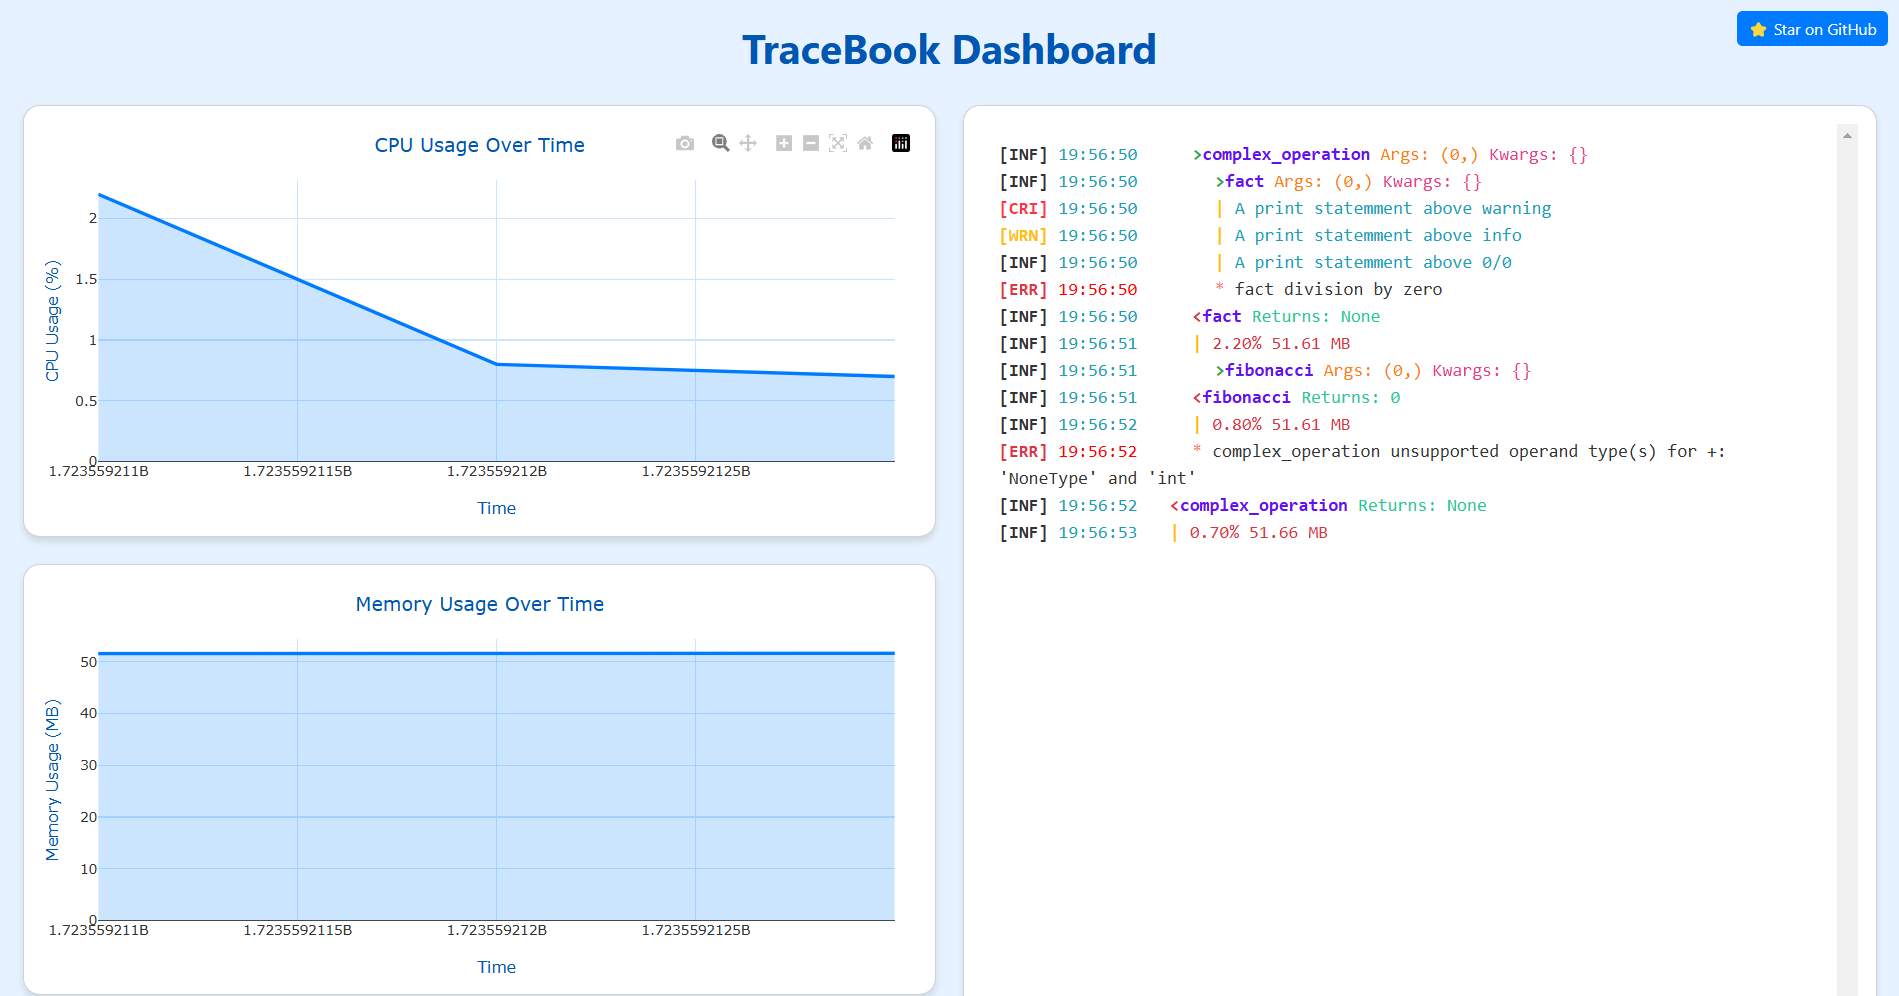 TraceBook Dashboard
⭐ Star on GitHub
CPU Usage Over Time
CPU Usage (%)
2
1.5
1
0.5
0
1.723559211B 1.7235592115B 1.723559212B 1.7235592125B
Time
Memory Usage Over Time
Memory Usage (MB)
50
40
30
20
10
0
1.723559211B 1.7235592115B 1.723559212B 1.7235592125B
Time
[INF] 19:56:50 >complex_operation Args: (0,) Kwargs: {}
[INF] 19:56:50 >fact Args: (0,) Kwargs: {}
[CRI] 19:56:50 | A print statemment above warning
[WRN] 19:56:50 | A print statemment above info
[INF] 19:56:50 | A print statemment above 0/0
[ERR] 19:56:50 * fact division by zero
[INF] 19:56:50 <fact Returns: None
[INF] 19:56:51 | 2.20% 51.61 MB
[INF] 19:56:51 >fibonacci Args: (0,) Kwargs: {}
[INF] 19:56:51 <fibonacci Returns: 0
[INF] 19:56:52 | 0.80% 51.61 MB
[ERR] 19:56:52 * complex_operation unsupported operand type(s) for +:
'NoneType' and 'int'
[INF] 19:56:52 <complex_operation Returns: None
[INF] 19:56:53 | 0.70% 51.66 MB